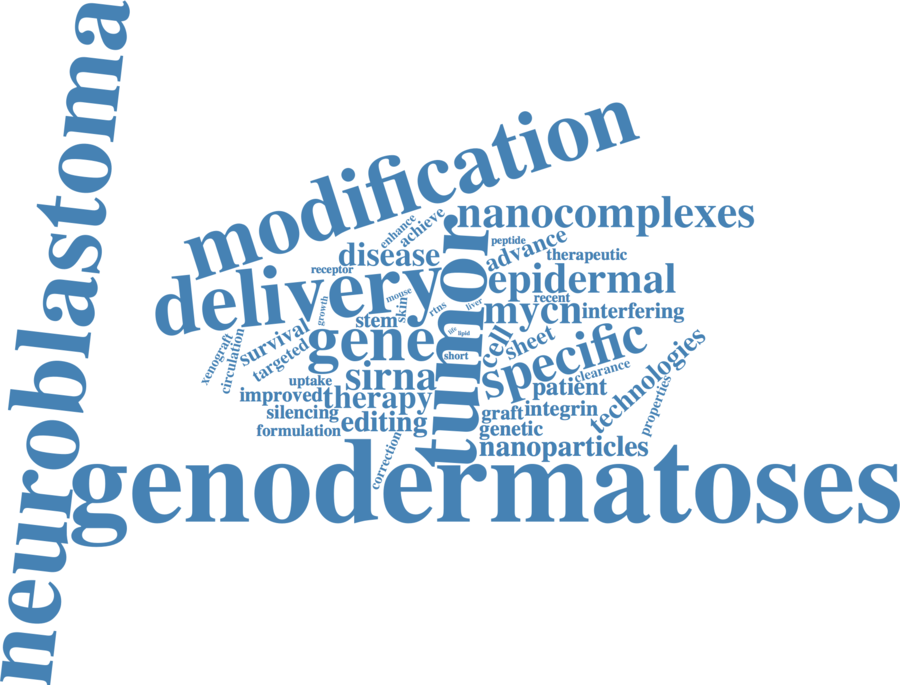 neuroblastoma
modification
nanocomplexes
enhance
achieve
tumor
peptide
advance
disease
therapeutic
receptor
delivery
epidermal
mouse
skin
growth
rtns
liver
recent
mycn
interfering
stem
survival
gene
life
lipid
short
cell
sheet
specific
xenograft
circulation
targeted
technologies
clearance
uptake
sirna
patient
properties
improved
therapy
silencing
graft
integrin
formulation
editing
genetic
correction
nanoparticles
genodermatoses